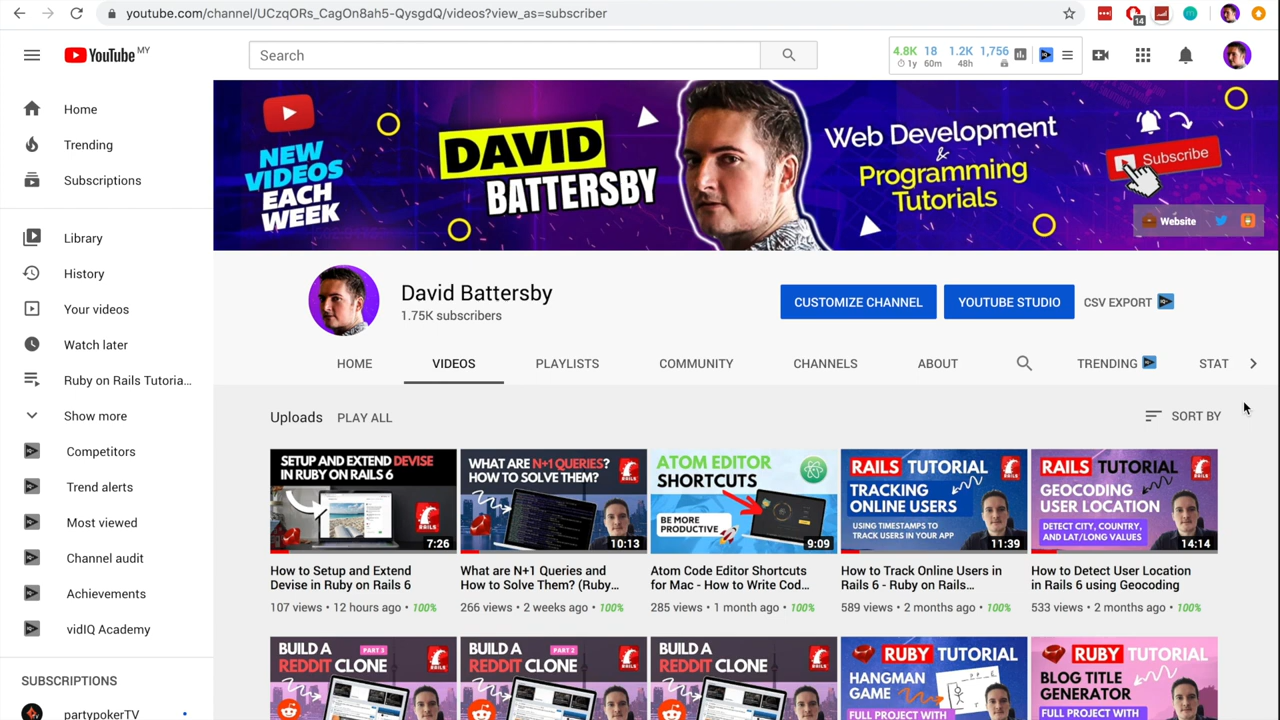 youtube.com/channel/UCzqORs_CagOn8ah5-QysgdQ/videos?view_as=subscriber
14
YouTube MY
Search
4.8K 18 1.2K 1,756
1y 60m 48h
Home
Trending
Subscriptions
Library
History
Your videos
Watch later
Ruby on Rails Tutoria...
Show more
Competitors
Trend alerts
Most viewed
Channel audit
Achievements
vidIQ Academy
SUBSCRIPTIONS
partypokerTV
NEW
VIDEOS
EACH
WEEK
DAVID
BATTERSBY
Web Development
&
Programming
Tutorials
Subscribe
Website
David Battersby
1.75K subscribers
CUSTOMIZE CHANNEL
YOUTUBE STUDIO
CSV EXPORT
HOME
VIDEOS
PLAYLISTS
COMMUNITY
CHANNELS
ABOUT
TRENDING
STAT
Uploads
PLAY ALL
SORT BY
SETUP AND EXTEND DEVISE
IN RUBY ON RAILS 6
RAILS
7:26
How to Setup and Extend
Devise in Ruby on Rails 6
107 views • 12 hours ago • 100%
WHAT ARE N+1 QUERIES?
HOW TO SOLVE THEM?
10:13
What are N+1 Queries and
How to Solve Them? (Ruby...
266 views • 2 weeks ago • 100%
ATOM EDITOR
SHORTCUTS
BE MORE
PRODUCTIVE
9:09
Atom Code Editor Shortcuts
for Mac - How to Write Cod...
285 views • 1 month ago • 100%
RAILS TUTORIAL
TRACKING
ONLINE USERS
USING TIMESTAMPS TO
TRACK USERS IN YOUR APP
11:39
How to Track Online Users in
Rails 6 - Ruby on Rails...
589 views • 2 months ago • 100%
RAILS TUTORIAL
GEOCODING
USER LOCATION
DETECT CITY, COUNTRY,
AND LAT/LONG VALUES
14:14
How to Detect User Location
in Rails 6 using Geocoding
533 views • 2 months ago • 100%
BUILD A PART 3
REDDIT CLONE
BUILD A PART 2
REDDIT CLONE
BUILD A
REDDIT CLONE
RUBY TUTORIAL
HANGMAN
GAME
FULL PROJECT WITH
RUBY TUTORIAL
BLOG TITLE
GENERATOR
FULL PROJECT WITH